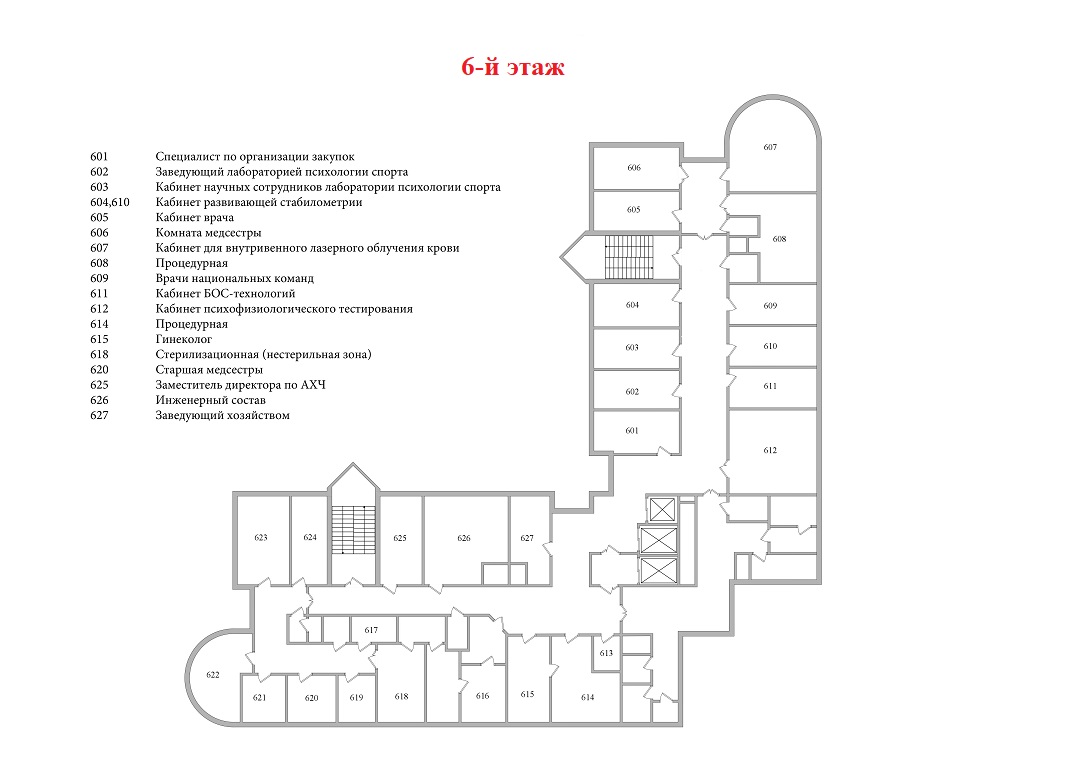 6-й этаж
601 Специалист по организации закупок
602 Заведующий лабораторией психологии спорта
603 Кабинет научных сотрудников лаборатории психологии спорта
604,610 Кабинет развивающей стабилометрии
605 Кабинет врача
606 Комната медсестры
607 Кабинет для внутривенного лазерного облучения крови
608 Процедурная
609 Врачи национальных команд
611 Кабинет БОС-технологий
612 Кабинет психофизиологического тестирования
614 Процедурная
615 Гинеколог
618 Стерилизационная (нестерильная зона)
620 Старшая медсестры
625 Заместитель директора по АХЧ
626 Инженерный состав
627 Заведующий хозяйством
607
606
605
608
604
609
603
610
602
611
601
612
623
624
625
626
627
617
613
622
621
620
619
618
616
615
614